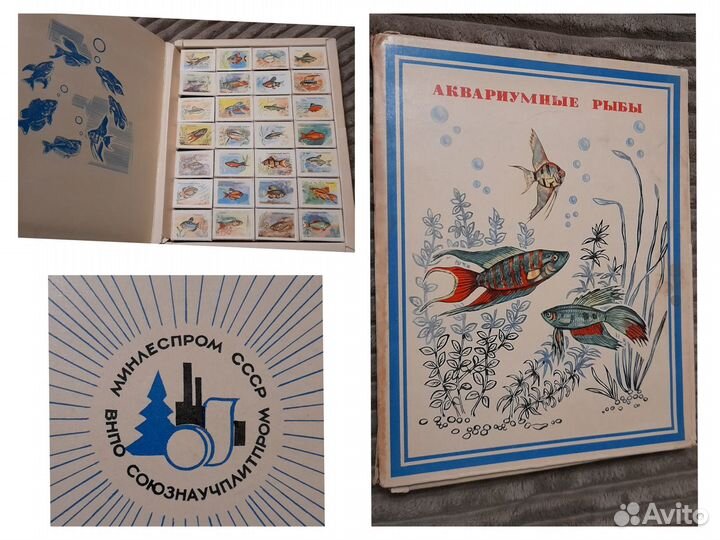 АКВАРИУМНЫЕ РЫБЫ
МИНЛЕСПРОМ СССР
ВНПО СОЮЗНАУЧПЛИТПРОМ
Avito